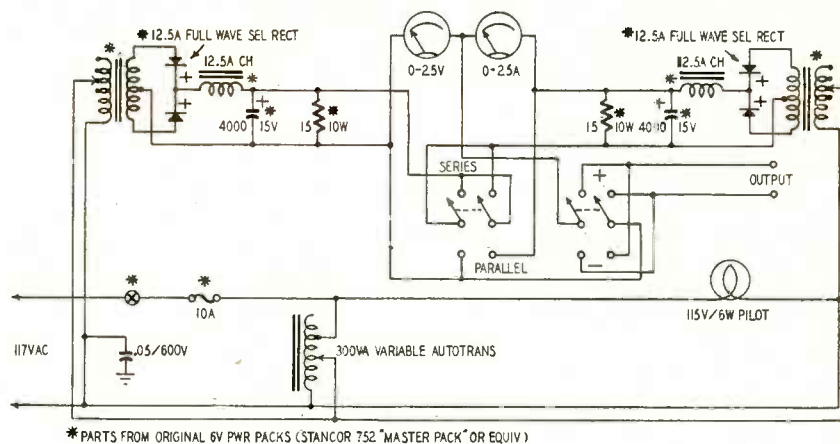 *12.5A FULL WAVE SEL RECT
12.5A CH
*
*
+
+
+
*
*
4000 15V
15 10W
0-25V
0-25A
*12.5A FULL WAVE SEL RECT
12.5A CH
*
*
+
+
+
*
*
15 10W
4000 15V
SERIES
PARALLEL
+
-
OUTPUT
*
*
10A
117VAC
.05/600V
300VA VARIABLE AUTOTRANS
115V/6W PILOT
*PARTS FROM ORIGINAL 6V PWR PACKS (STANCOR 752 "MASTER PACK" OR EQUIV)